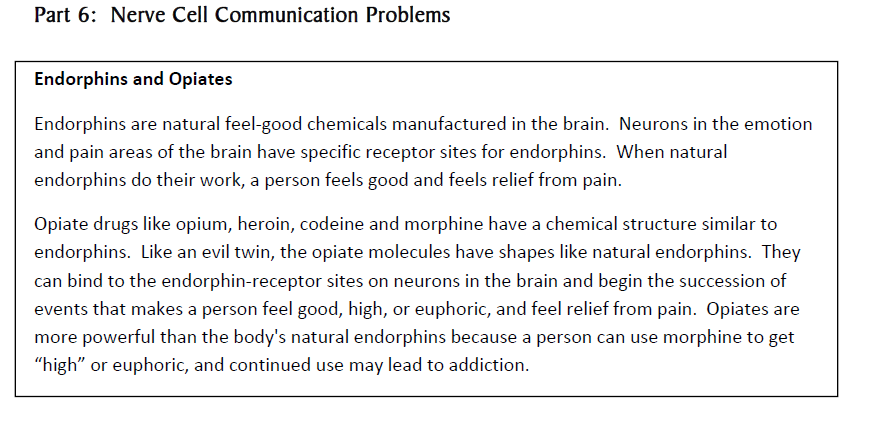 Part 6:  Nerve Cell Communication Problems
Endorphins and Opiates
Endorphins are natural feel-good chemicals manufactured in the brain.  Neurons in the emotion
and pain areas of the brain have specific receptor sites for endorphins.  When natural
endorphins do their work, a person feels good and feels relief from pain.
Opiate drugs like opium, heroin, codeine and morphine have a chemical structure similar to
endorphins.  Like an evil twin, the opiate molecules have shapes like natural endorphins.  They
can bind to the endorphin-receptor sites on neurons in the brain and begin the succession of
events that makes a person feel good, high, or euphoric, and feel relief from pain.  Opiates are
more powerful than the body's natural endorphins because a person can use morphine to get
“high” or euphoric, and continued use may lead to addiction.